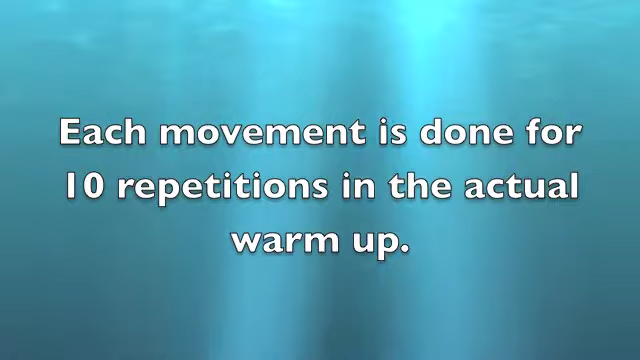 Each movement is done for
10 repetitions in the actual
warm up.